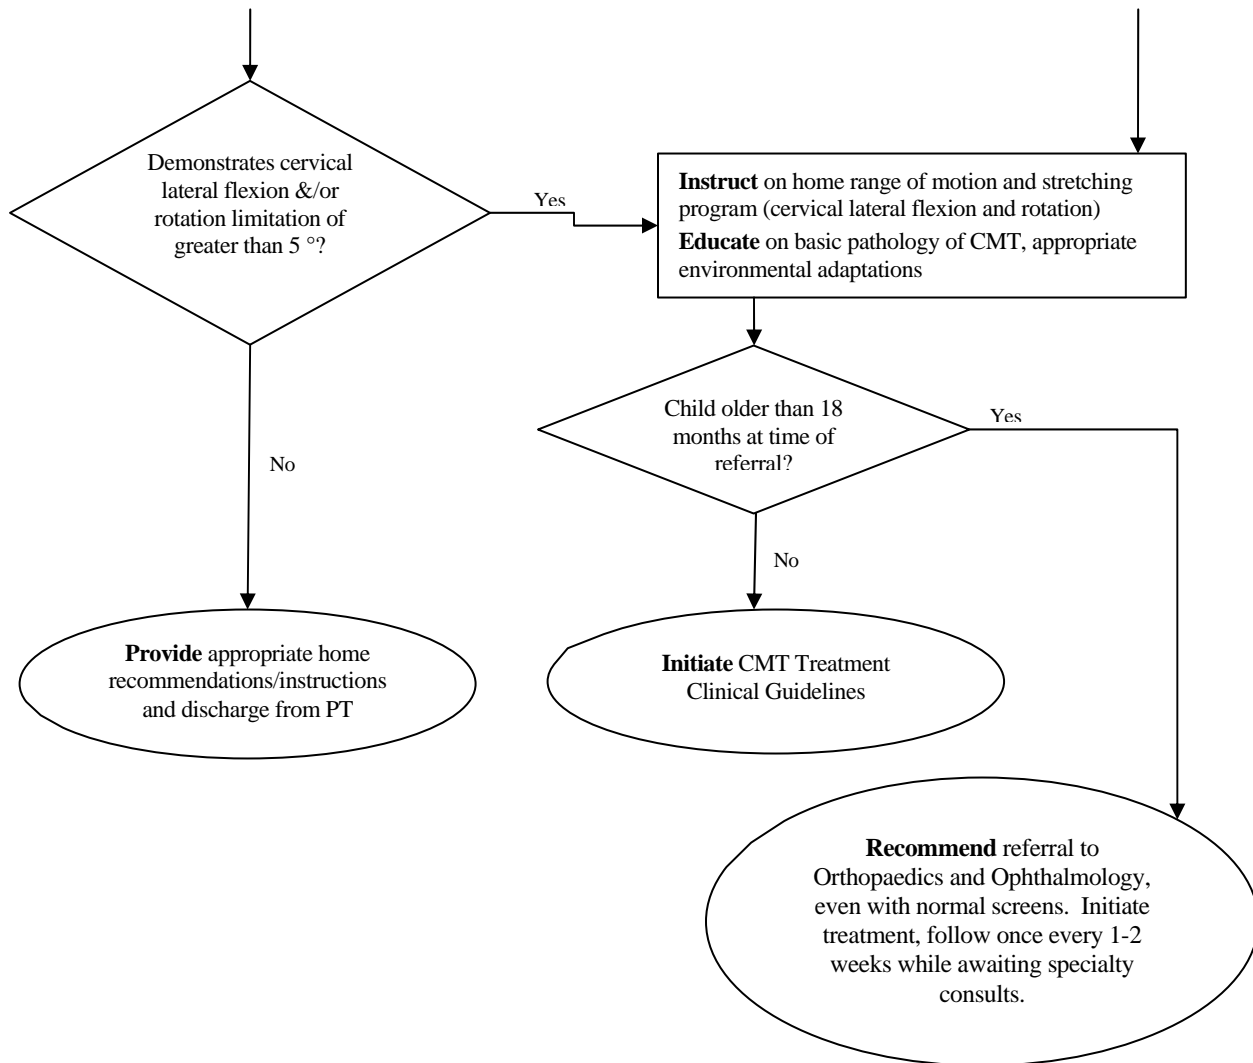 Demonstrates cervical
lateral flexion &/or
rotation limitation of
greater than 5 °?
Yes
Instruct on home range of motion and stretching
program (cervical lateral flexion and rotation)
Educate on basic pathology of CMT, appropriate
environmental adaptations
Child older than 18
months at time of
referral?
Yes
No
No
Provide appropriate home
recommendations/instructions
and discharge from PT
Initiate CMT Treatment
Clinical Guidelines
Recommend referral to
Orthopaedics and Ophthalmology,
even with normal screens.  Initiate
treatment, follow once every 1-2
weeks while awaiting specialty
consults.